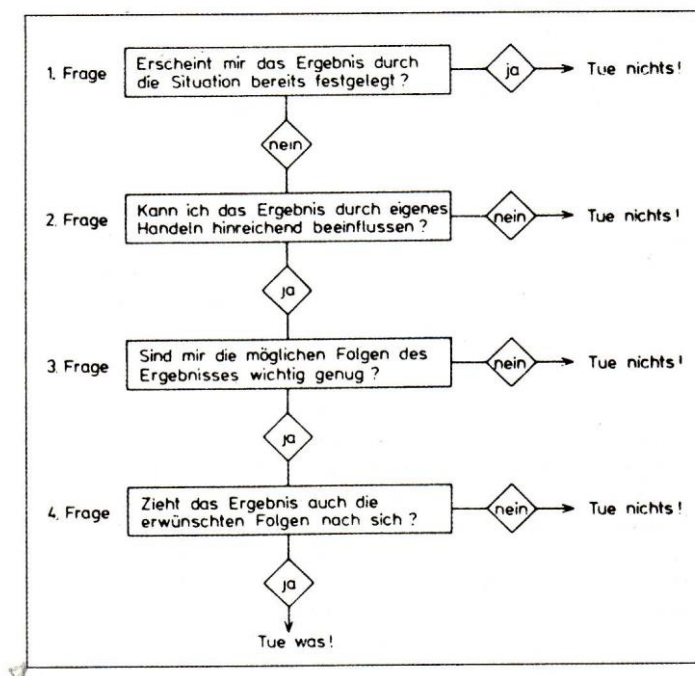 1. Frage
Erscheint mir das Ergebnis durch
die Situation bereits festgelegt ?
ja
Tue nichts !
nein
2. Frage
Kann ich das Ergebnis durch eigenes
Handeln hinreichend beeinflussen ?
nein
Tue nichts !
ja
3. Frage
Sind mir die möglichen Folgen des
Ergebnisses wichtig genug ?
nein
Tue nichts !
ja
4. Frage
Zieht das Ergebnis auch die
erwünschten Folgen nach sich ?
nein
Tue nichts !
ja
Tue was !